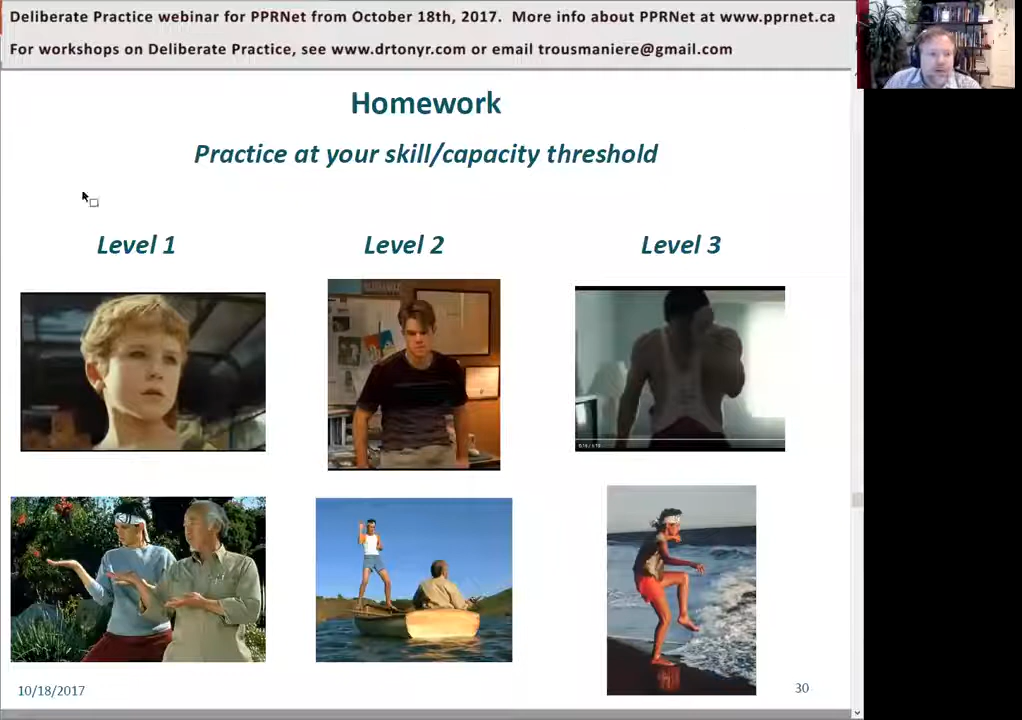 Deliberate Practice webinar for PPRNet from October 18th, 2017.  More info about PPRNet at www.pprnet.ca
For workshops on Deliberate Practice, see www.drtonyr.com or email trousmaniere@gmail.com
Homework
Practice at your skill/capacity threshold
Level 1
Level 2
Level 3
10/18/2017
30